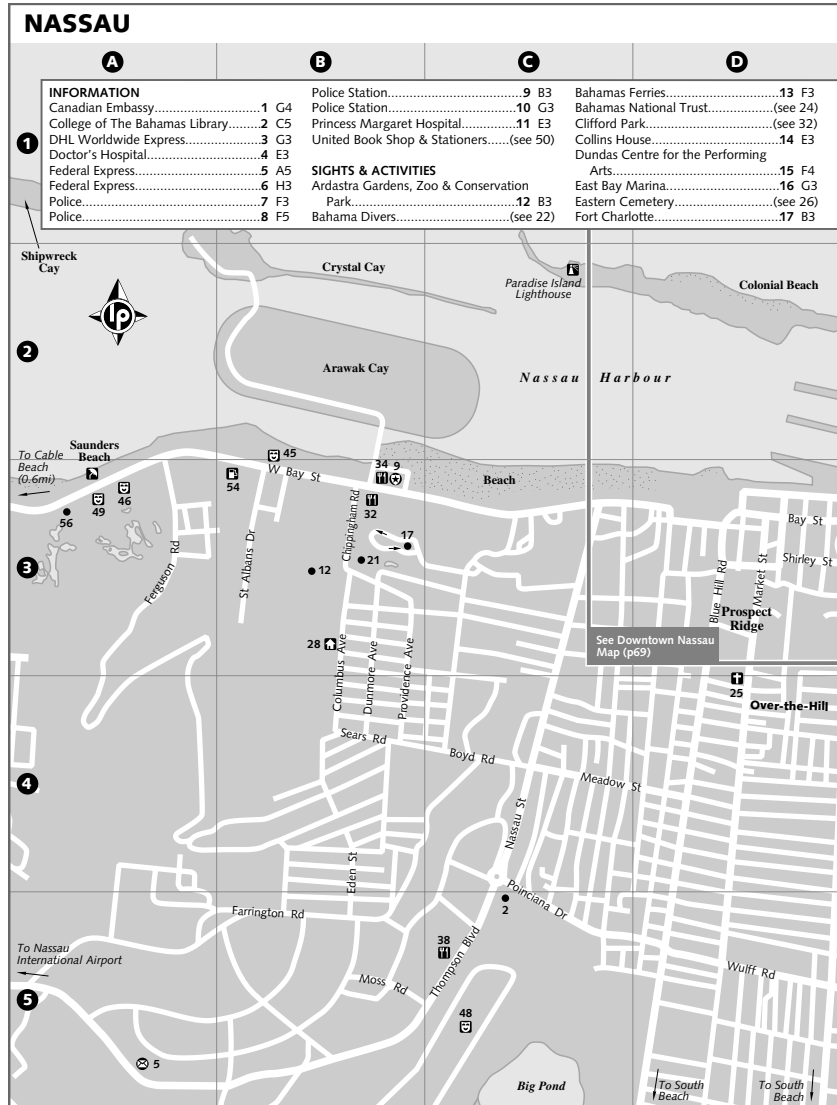 NASSAU
A B C D
INFORMATION
Canadian Embassy..............................1 G4
College of The Bahamas Library......2 C5
DHL Worldwide Express...................3 G3
Doctor's Hospital...............................4 E3
Federal Express..................................5 A5
Federal Express..................................6 H3
Police.................................................7 F3
Police.................................................8 F5
Police Station.....................................9 B3
Police Station...................................10 G3
Princess Margaret Hospital.............11 E3
United Book Shop & Stationers......(see 50)
SIGHTS & ACTIVITIES
Ardastra Gardens, Zoo & Conservation
Park.............................................12 B3
Bahama Divers............................(see 22)
Bahamas Ferries..............................13 F3
Bahamas National Trust................(see 24)
Clifford Park.................................(see 32)
Collins House..................................14 E3
Dundas Centre for the Performing
Arts..............................................15 F4
East Bay Marina..............................16 G3
Eastern Cemetery.........................(see 26)
Fort Charlotte..................................17 B3
1
Shipwreck
Cay
Crystal Cay
Paradise Island
Lighthouse
Colonial Beach
lp
2
Arawak Cay
Nassau Harbour
To Cable
Beach
(0.6mi)
Saunders
Beach
45
W Bay St
34 9
Beach
54
46
49
56
32
Chippingham Rd
17
Bay St
Shirley St
3
Ferguson Rd
St Albans Dr
12
21
Blue Hill Rd
Market St
Prospect
Ridge
28
See Downtown Nassau
Map (p69)
Columbus Ave
Dunmore Ave
Providence Ave
25
Over-the-Hill
Sears Rd
Boyd Rd
Meadow St
4
Nassau St
Eden St
Poinciana Dr
2
Farrington Rd
38
Thompson Blvd
To Nassau
International Airport
Wulff Rd
Moss Rd
5
48
5
Big Pond
To South
Beach
To South
Beach